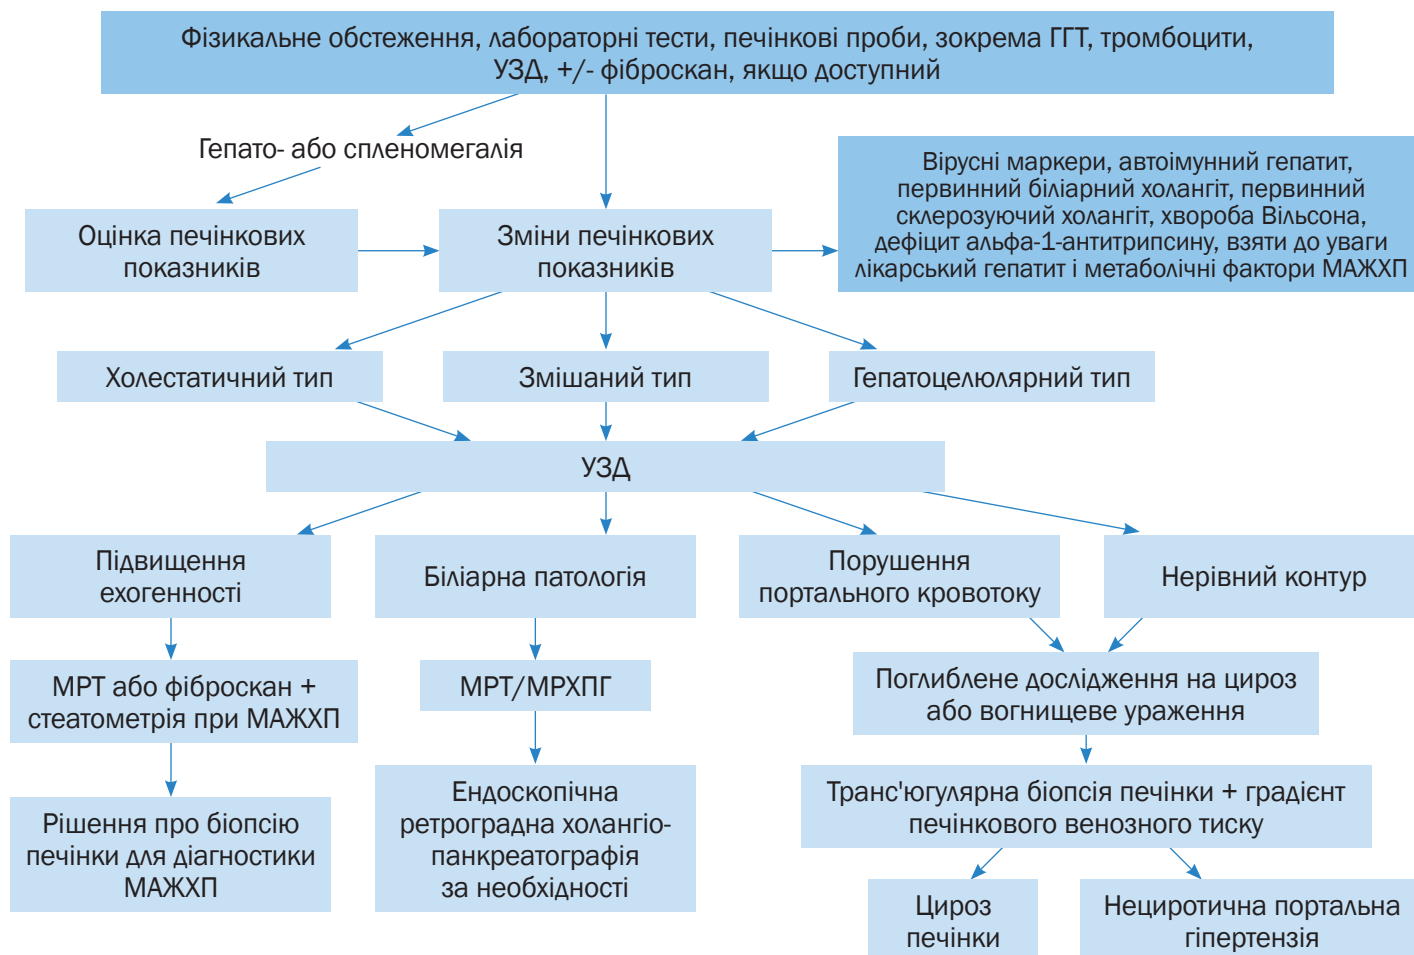 Фізикальне обстеження, лабораторні тести, печінкові проби, зокрема ГГТ, тромбоцити,
УЗД, +/- фіброскан, якщо доступний
Гепато- або спленомегалія
Вірусні маркери, автоімунний гепатит,
первинний біліарний холангіт, первинний
склерозуючий холангіт, хвороба Вільсона,
дефіцит альфа-1-антитрипсину, взяти до уваги
лікарський гепатит і метаболічні фактори МАЖХП
Оцінка печінкових
показників
Зміни печінкових
показників
Холестатичний тип
Змішаний тип
Гепатоцелюлярний тип
УЗД
Підвищення
ехогенності
Біліарна патологія
Порушення
портального кровотоку
Нерівний контур
МРТ або фіброскан +
стеатометрія при МАЖХП
МРТ/МРХПГ
Поглиблене дослідження на цироз
або вогнищеве ураження
Рішення про біопсію
печінки для діагностики
МАЖХП
Ендоскопічна
ретроградна холангіо-
панкреатографія
за необхідності
Транс'югулярна біопсія печінки + градієнт
печінкового венозного тиску
Цироз
печінки
Нециротична портальна
гіпертензія